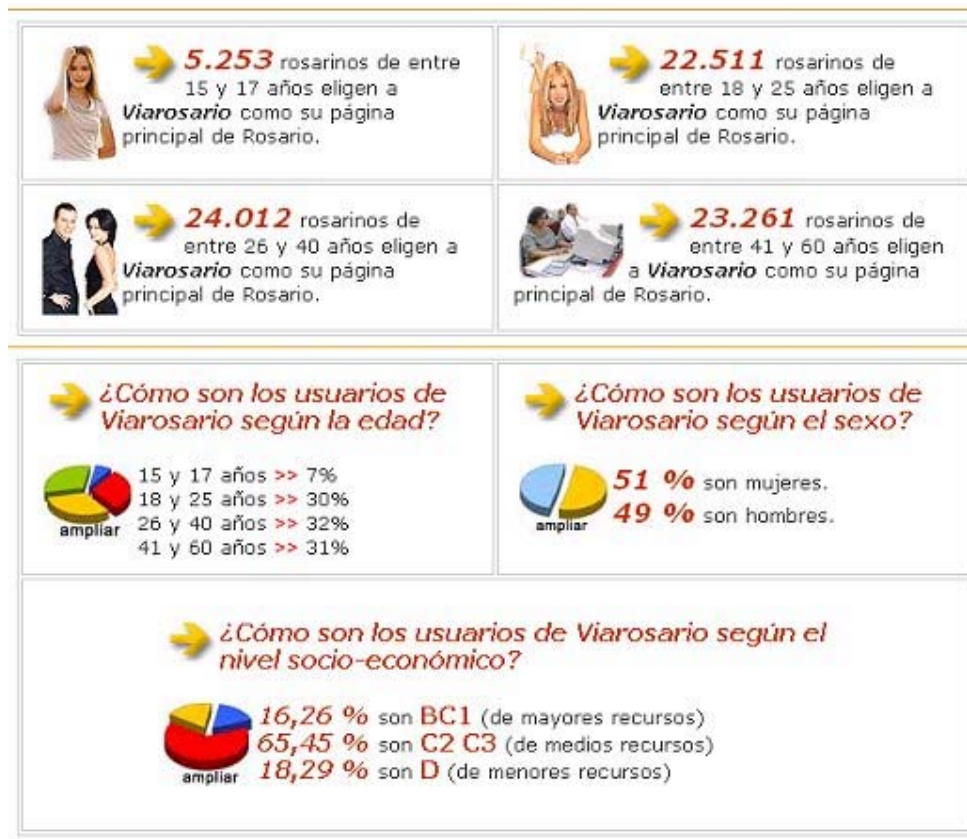 5.253 rosarinos de entre
15 y 17 años eligen a
Viarosario como su página
principal de Rosario.
22.511 rosarinos de
entre 18 y 25 años eligen a
Viarosario como su página
principal de Rosario.
24.012 rosarinos de
entre 26 y 40 años eligen a
Viarosario como su página
principal de Rosario.
23.261 rosarinos de
entre 41 y 60 años eligen
a Viarosario como su página
principal de Rosario.
¿Cómo son los usuarios de
Viarosario según la edad?
15 y 17 años >> 7%
18 y 25 años >> 30%
26 y 40 años >> 32%
41 y 60 años >> 31%
ampliar
¿Cómo son los usuarios de
Viarosario según el sexo?
51 % son mujeres.
49 % son hombres.
ampliar
¿Cómo son los usuarios de Viarosario según el
nivel socio-económico?
16,26 % son BC1 (de mayores recursos)
65,45 % son C2 C3 (de medios recursos)
18,29 % son D (de menores recursos)
ampliar